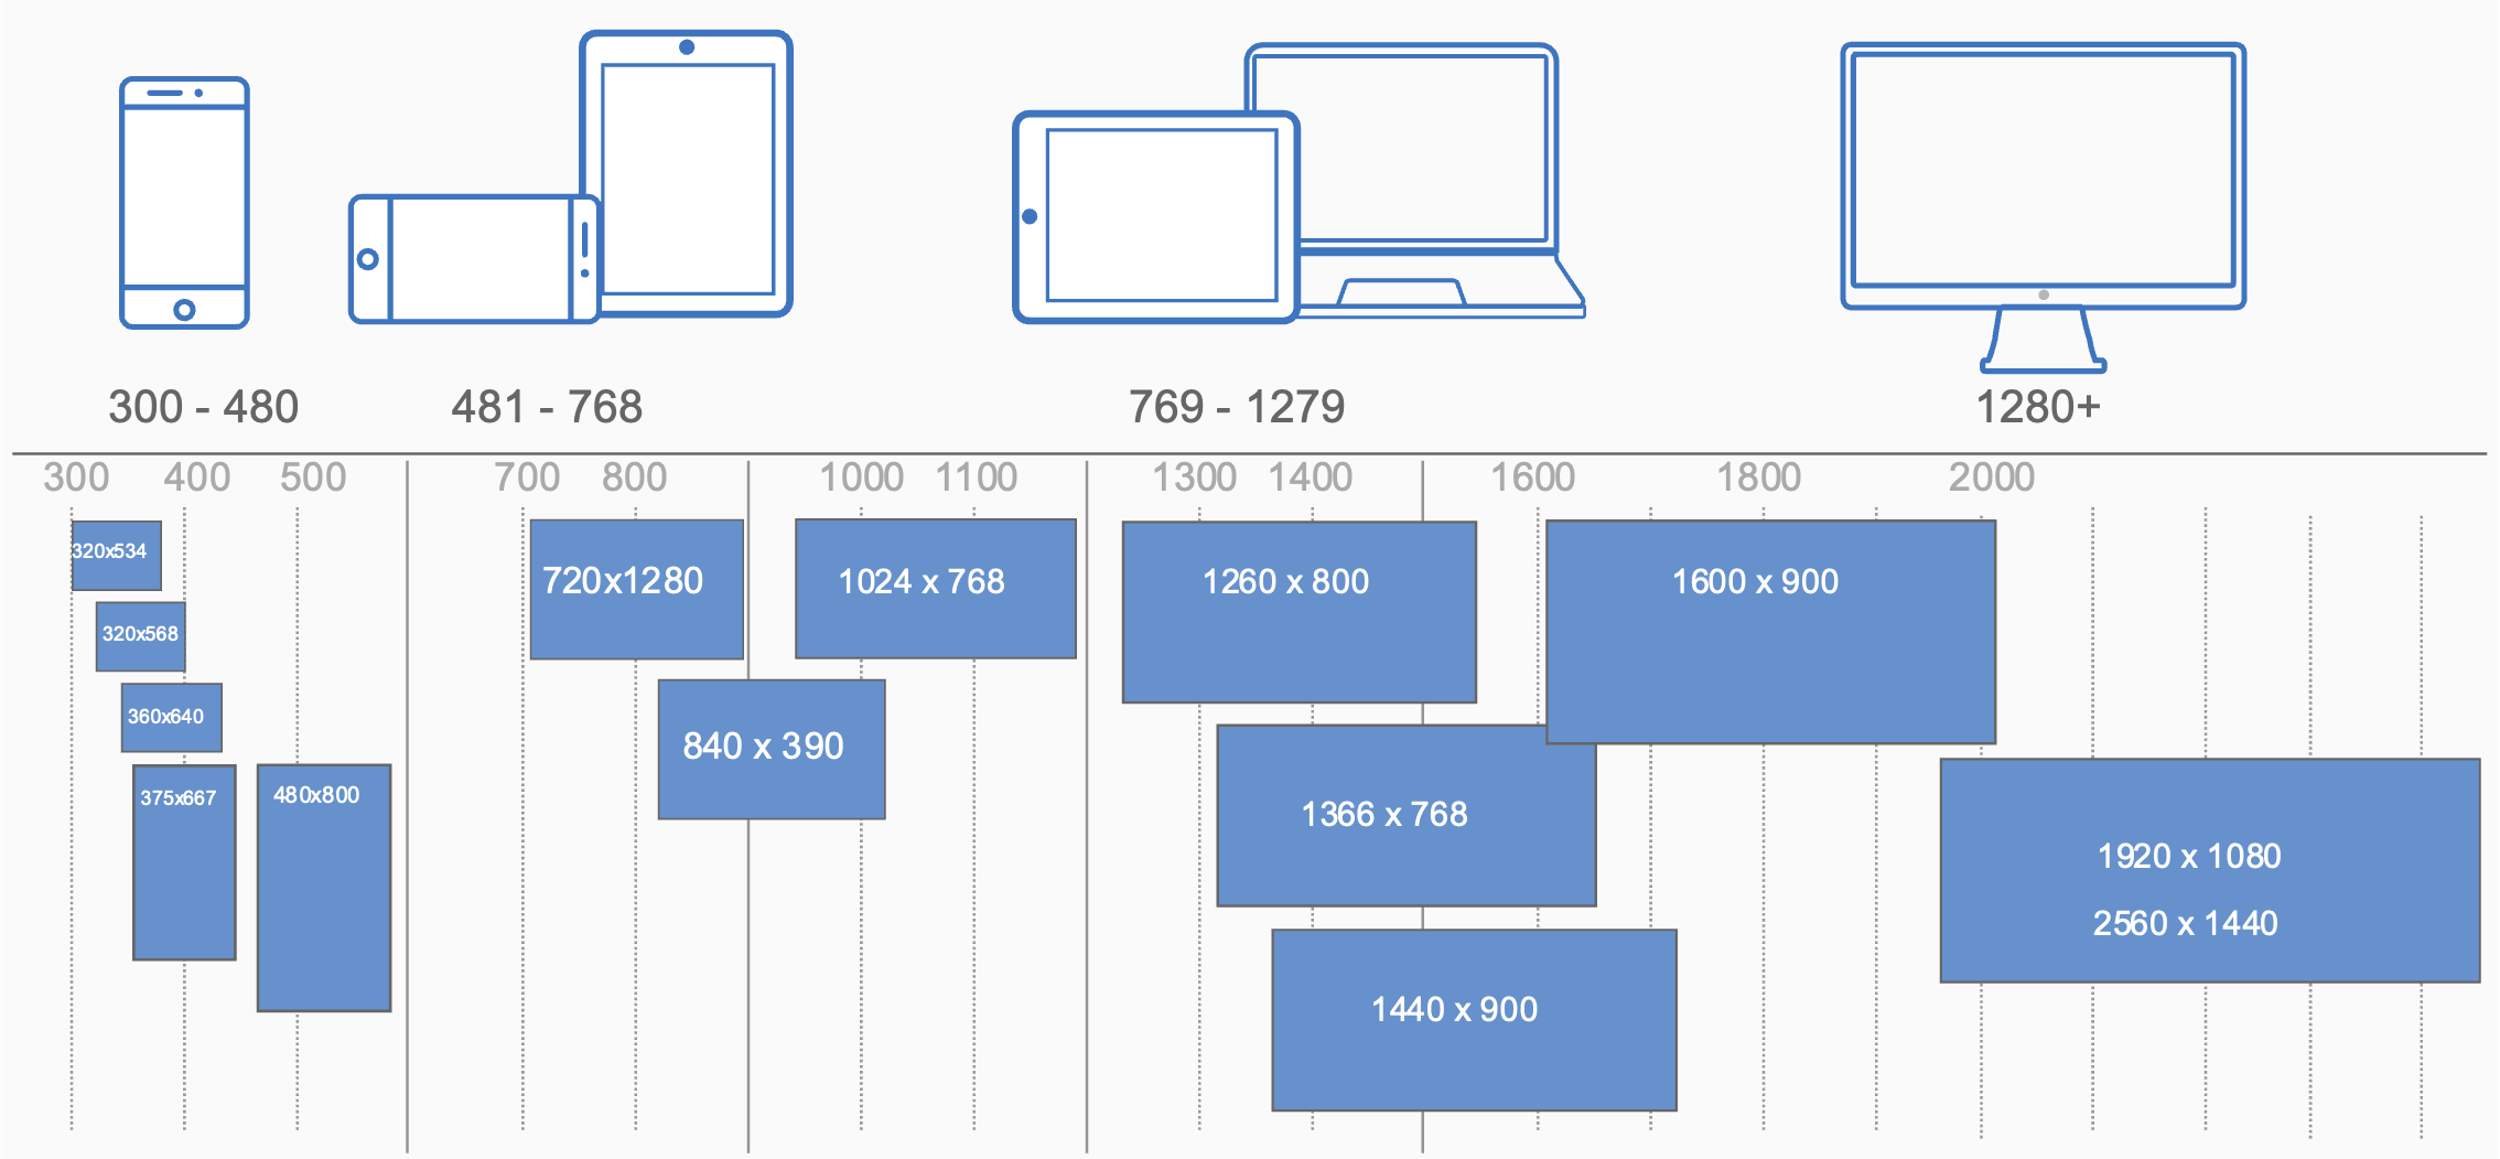 300 - 480
481 - 768
769 - 1279
1280+
300
400
500
700
800
1000
1100
1300
1400
1600
1800
2000
320x534
320x568
360x640
375x667
480x800
720x1280
840 x 390
1024 x 768
1260 x 800
1366 x 768
1440 x 900
1600 x 900
1920 x 1080
2560 x 1440